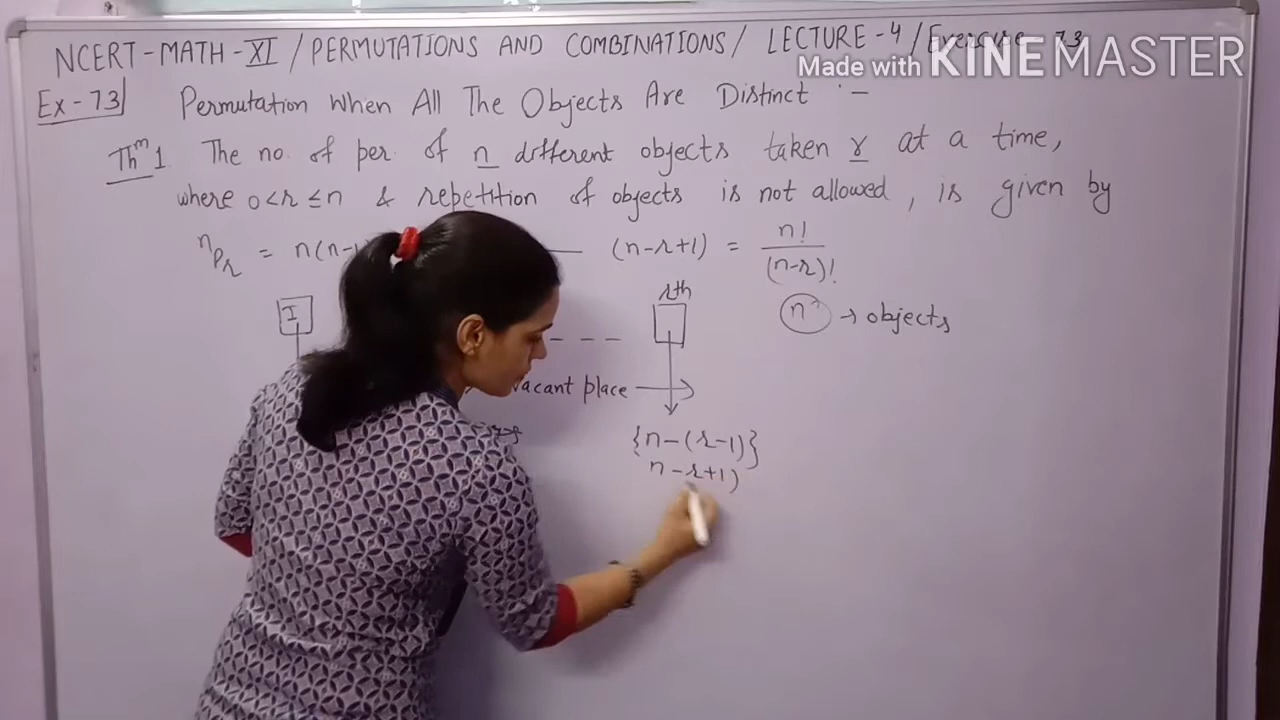 NCERT-MATH-XI / PERMUTATIONS AND COMBINATIONS / LECTURE-4 / Exercise 7.3
Made with KINEMASTER
Ex-7.3 Permutation When All The Objects Are Distinct :-
Thm 1 The no. of per. of n different objects taken r at a time,
where 0<r≤n & repetition of objects is not allowed, is given by
nPr = n(n-1 — (n-r+1) = n!/(n-r)!
I --- rth n → objects
vacant place →
{n-(r-1)}
n-r+1)